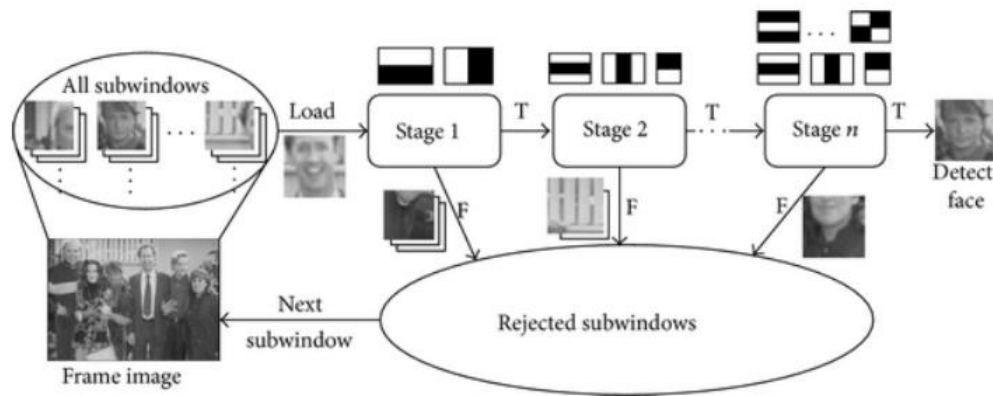 All subwindows
. . .
Load
Stage 1
T
Stage 2
T
. . .
Stage n
T
Detect
face
F
F
F
Rejected subwindows
Next
subwindow
Frame image